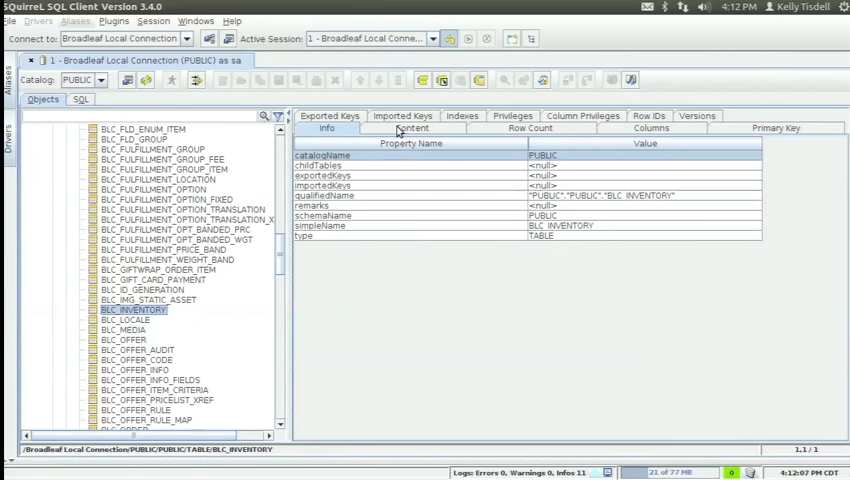 SQuirreL SQL Client Version 3.4.0
4:12 PM Kelly Tisdell
File Drivers Aliases Plugins Session Windows Help
Connect to: Broadleaf Local Connection Active Session: 1 - Broadleaf Local Conne...
1 - Broadleaf Local Connection (PUBLIC) as sa
Catalog: PUBLIC
Objects SQL
Aliases
Drivers
BLC_FLD_ENUM_ITEM
BLC_FLD_GROUP
BLC_FULFILLMENT_GROUP
BLC_FULFILLMENT_GROUP_FEE
BLC_FULFILLMENT_GROUP_ITEM
BLC_FULFILLMENT_LOCATION
BLC_FULFILLMENT_OPTION
BLC_FULFILLMENT_OPTION_FIXED
BLC_FULFILLMENT_OPTION_TRANSLATION
BLC_FULFILLMENT_OPTION_TRANSLATION_X
BLC_FULFILLMENT_OPT_BANDED_PRC
BLC_FULFILLMENT_OPT_BANDED_WGT
BLC_FULFILLMENT_PRICE_BAND
BLC_FULFILLMENT_WEIGHT_BAND
BLC_GIFTWRAP_ORDER_ITEM
BLC_GIFT_CARD_PAYMENT
BLC_ID_GENERATION
BLC_IMG_STATIC_ASSET
BLC_INVENTORY
BLC_LOCALE
BLC_MEDIA
BLC_OFFER
BLC_OFFER_AUDIT
BLC_OFFER_CODE
BLC_OFFER_INFO
BLC_OFFER_INFO_FIELDS
BLC_OFFER_ITEM_CRITERIA
BLC_OFFER_PRICELIST_XREF
BLC_OFFER_RULE
BLC_OFFER_RULE_MAP
BLC_ORDER
Exported Keys Imported Keys Indexes Privileges Column Privileges Row IDs Versions
Info Content Row Count Columns Primary Key
Property Name Value
catalogName PUBLIC
childTables <null>
exportedKeys <null>
importedKeys <null>
qualifiedName "PUBLIC"."PUBLIC"."BLC_INVENTORY"
remarks <null>
schemaName PUBLIC
simpleName BLC_INVENTORY
type TABLE
/Broadleaf Local Connection/PUBLIC/PUBLIC/TABLE/BLC_INVENTORY 1,1 / 1
Logs: Errors 0, Warnings 0, Infos 11 21 of 77 MB 0 4:12:07 PM CDT